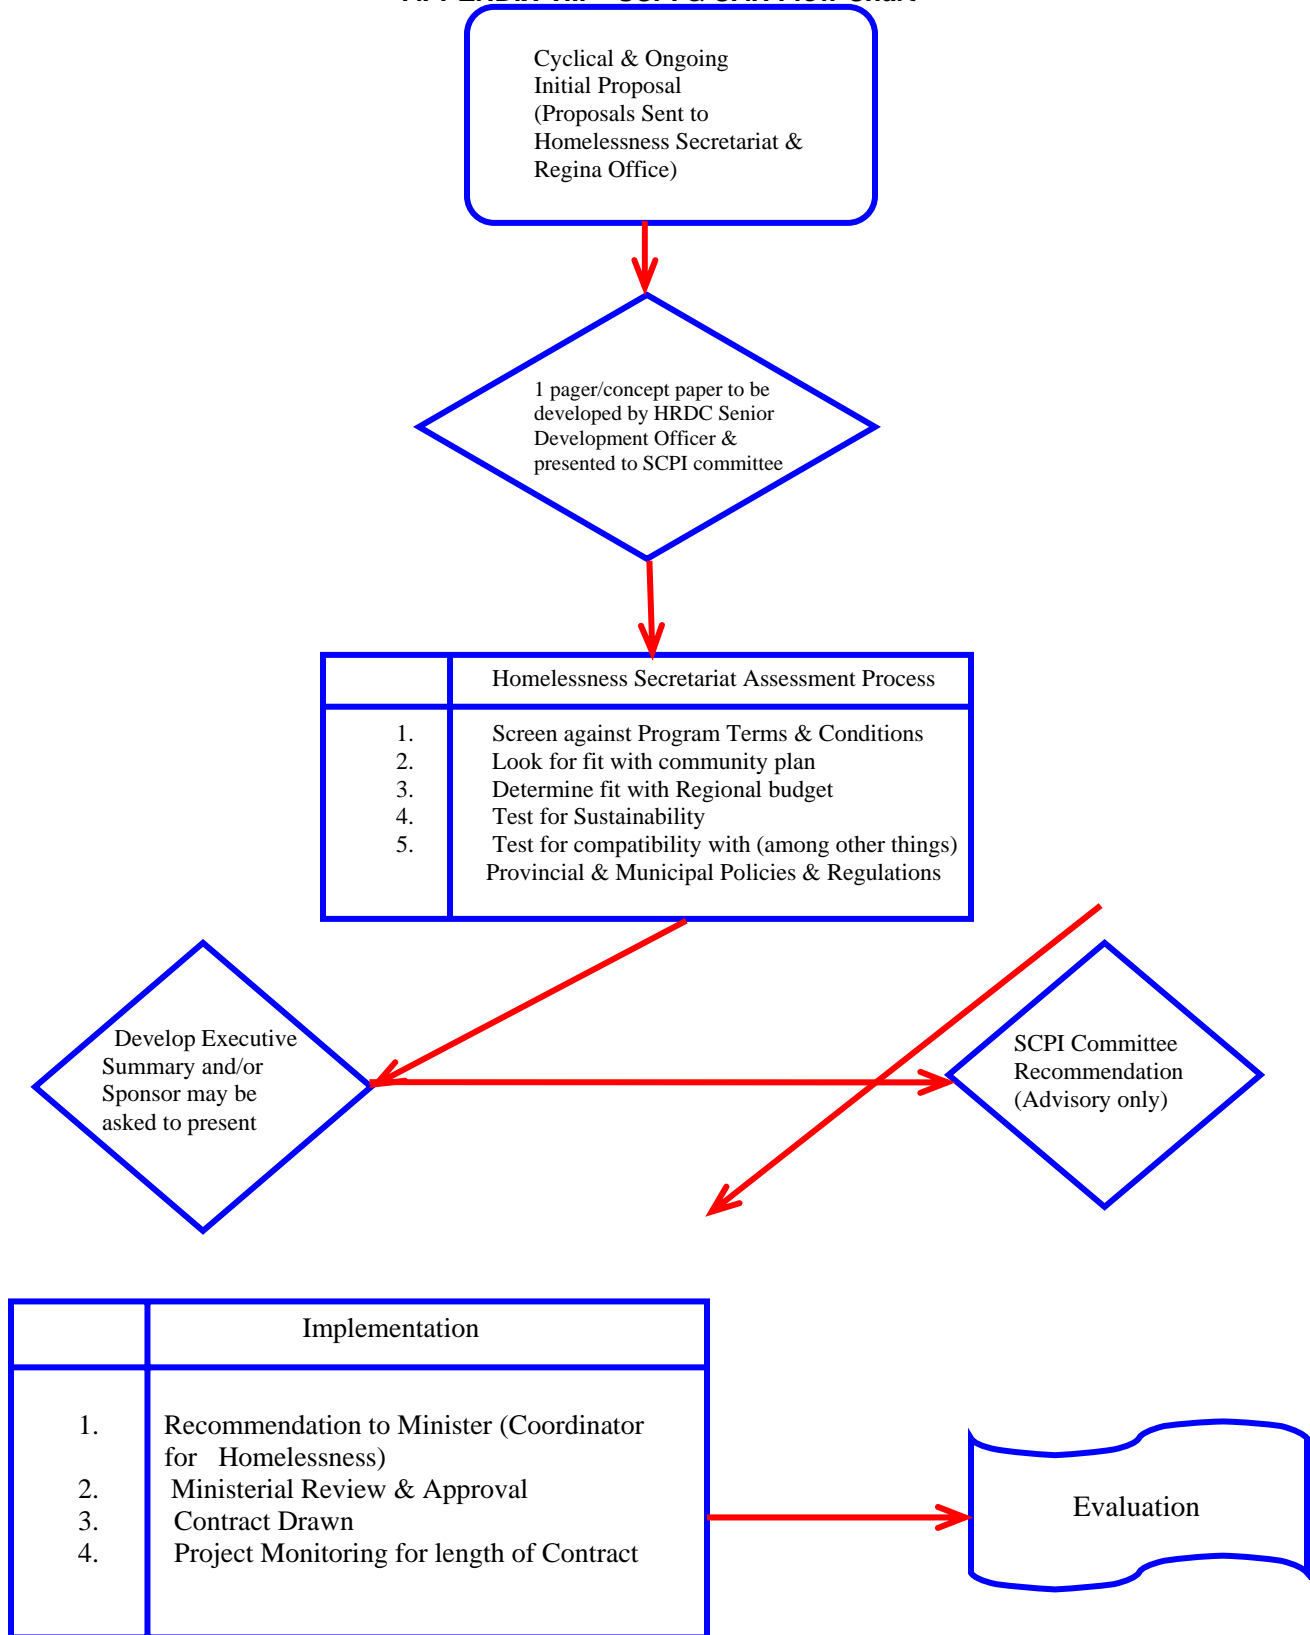 Cyclical & Ongoing
Initial Proposal
(Proposals Sent to
Homelessness Secretariat &
Regina Office)
1 pager/concept paper to be
developed by HRDC Senior
Development Officer &
presented to SCPI committee
Homelessness Secretariat Assessment Process
1. Screen against Program Terms & Conditions
2. Look for fit with community plan
3. Determine fit with Regional budget
4. Test for Sustainability
5. Test for compatibility with (among other things)
Provincial & Municipal Policies & Regulations
Develop Executive
Summary and/or
Sponsor may be
asked to present
SCPI Committee
Recommendation
(Advisory only)
Implementation
1. Recommendation to Minister (Coordinator
for Homelessness)
2. Ministerial Review & Approval
3. Contract Drawn
4. Project Monitoring for length of Contract
Evaluation